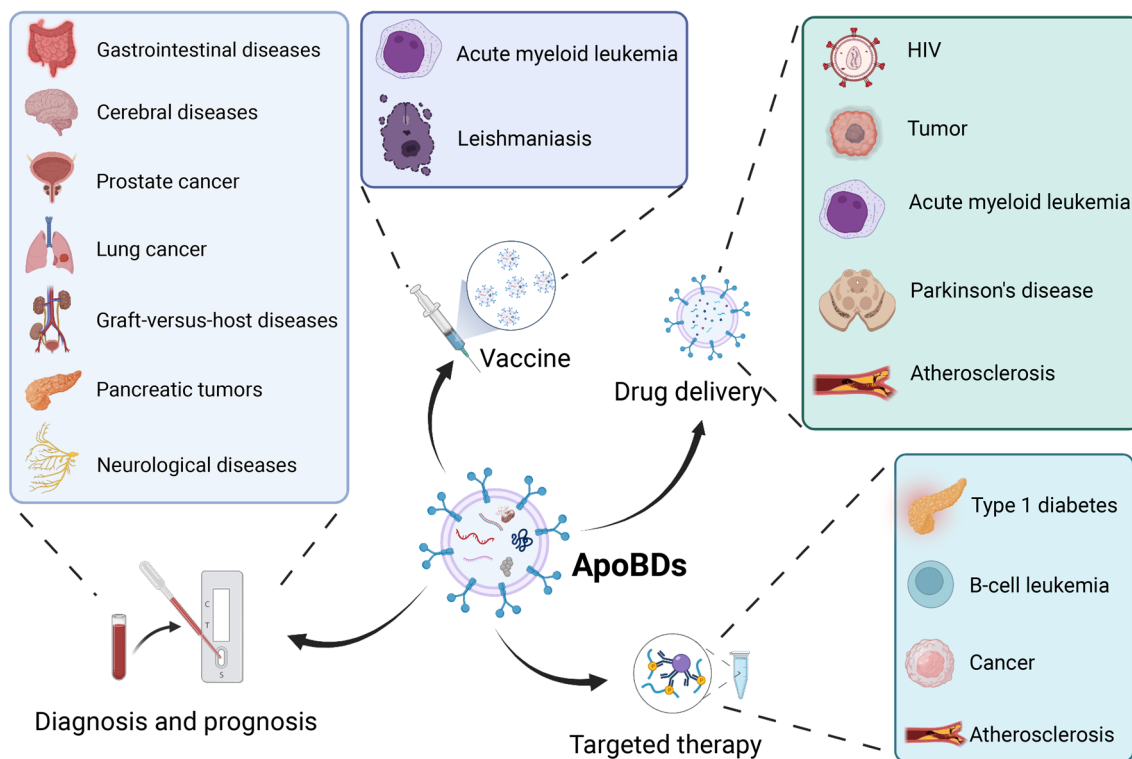 Gastrointestinal diseases
Cerebral diseases
Prostate cancer
Lung cancer
Graft-versus-host diseases
Pancreatic tumors
Neurological diseases
Acute myeloid leukemia
Leishmaniasis
HIV
Tumor
Acute myeloid leukemia
Parkinson's disease
Atherosclerosis
Vaccine
Drug delivery
ApoBDs
Type 1 diabetes
B-cell leukemia
Cancer
Atherosclerosis
C
T
S
Diagnosis and prognosis
P
P
P
Targeted therapy